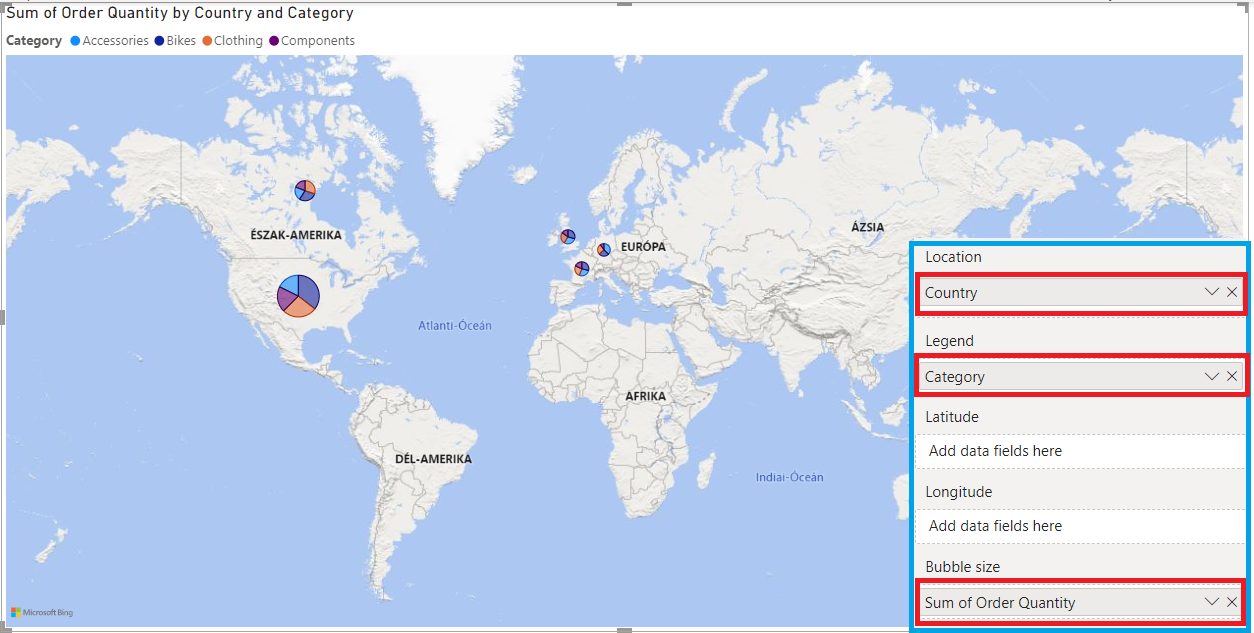 Sum of Order Quantity by Country and Category
Category Accessories Bikes Clothing Components
ÉSZAK-AMERIKA
EURÓPA
ÁZSIA
Atlanti-Óceán
AFRIKA
DÉL-AMERIKA
Indiai-Óceán
Microsoft Bing
Location
Country
Legend
Category
Latitude
Add data fields here
Longitude
Add data fields here
Bubble size
Sum of Order Quantity